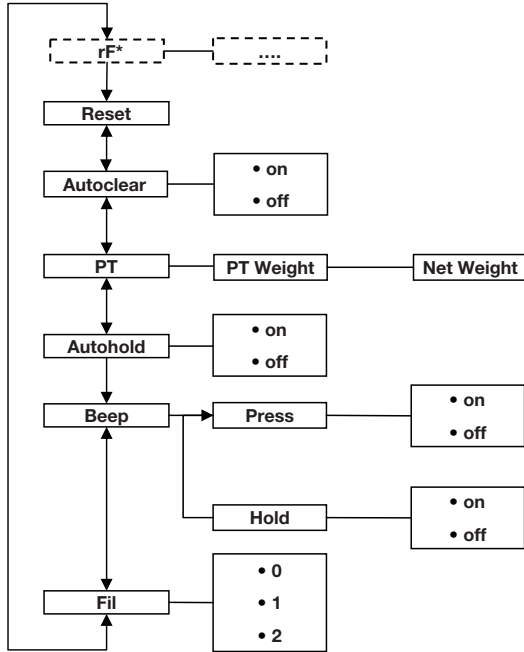 rF*
....
Reset
Autoclear
• on
• off
PT
PT Weight
Net Weight
Autohold
• on
• off
Beep
Press
• on
• off
Hold
• on
• off
Fil
• 0
• 1
• 2